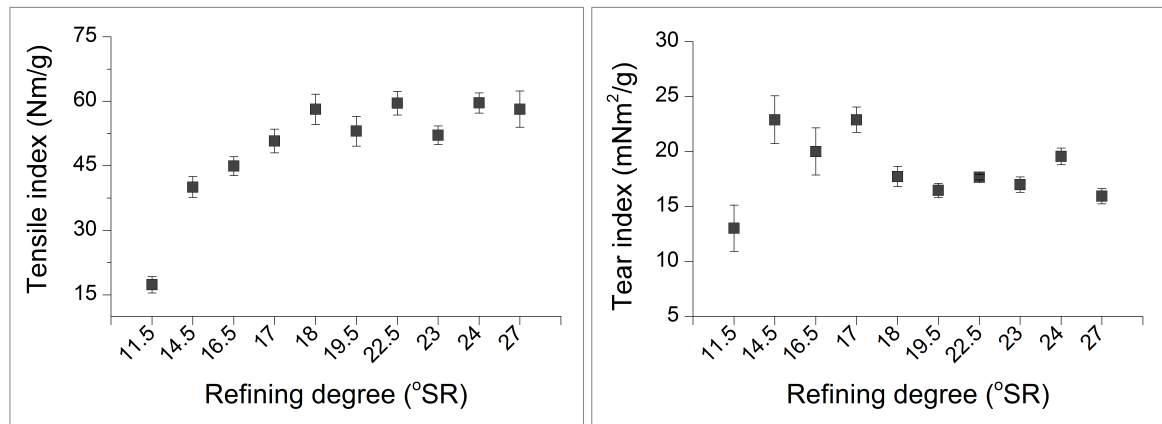 Tensile index (Nm/g)
75
60
45
30
15
11.5 14.5 16.5 17 18 19.5 22.5 23 24 27
Refining degree (ºSR)
Tear index (mNm²/g)
30
25
20
15
10
5
11.5 14.5 16.5 17 18 19.5 22.5 23 24 27
Refining degree (ºSR)